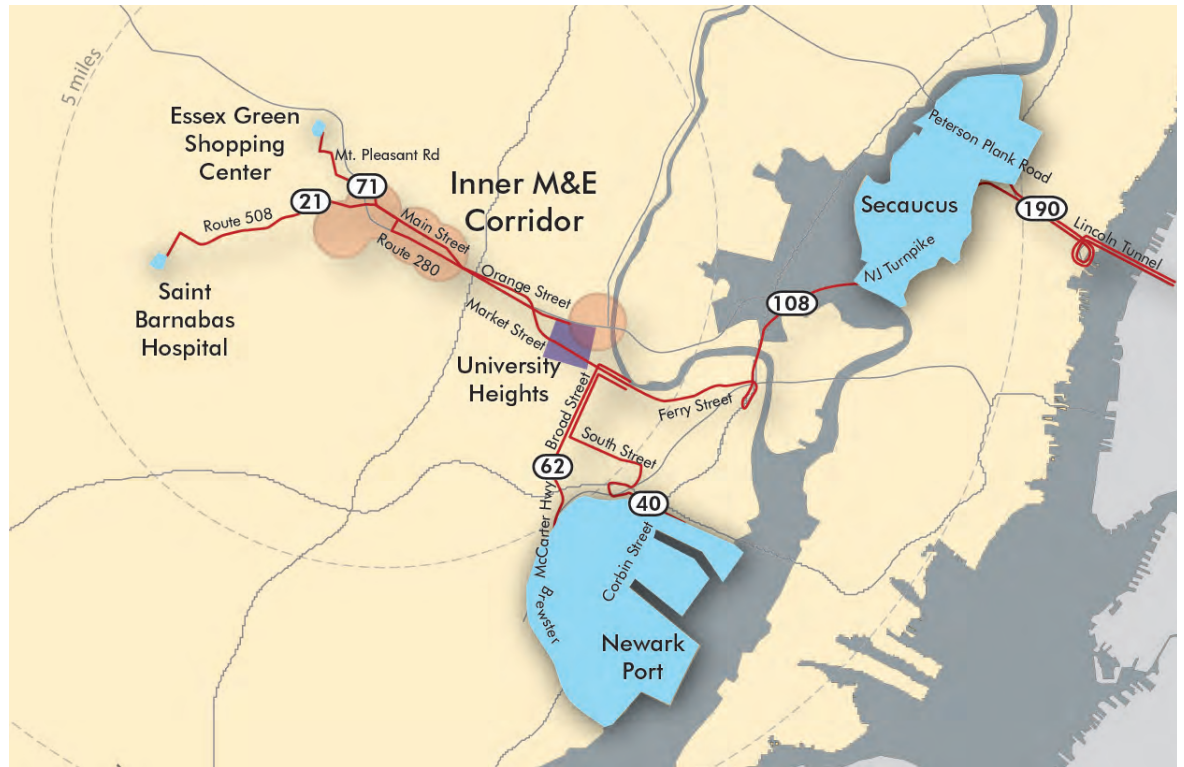 5 miles
Essex Green
Shopping
Center
Mt. Pleasant Rd
71
21
Route 508
Inner M&E
Corridor
Main Street
Route 280
Orange Street
Market Street
Saint
Barnabas
Hospital
University
Heights
Broad Street
Ferry Street
South Street
62
40
McCarter Hwy
Brewster
Corbin Street
Newark
Port
Peterson Plank Road
Secaucus
190
Lincoln Tunnel
NJ Turnpike
108